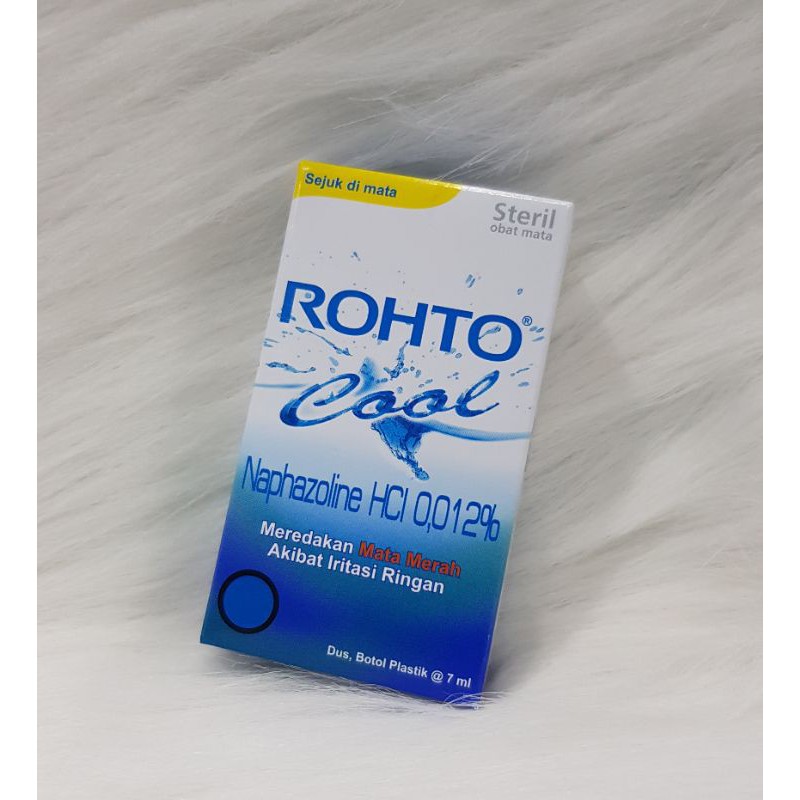 Sejuk di mata
Steril
obat mata
ROHTO®
Cool
Naphazoline HCl 0,012%
Meredakan Mata Merah
Akibat Iritasi Ringan
Dus, Botol Plastik @ 7 ml